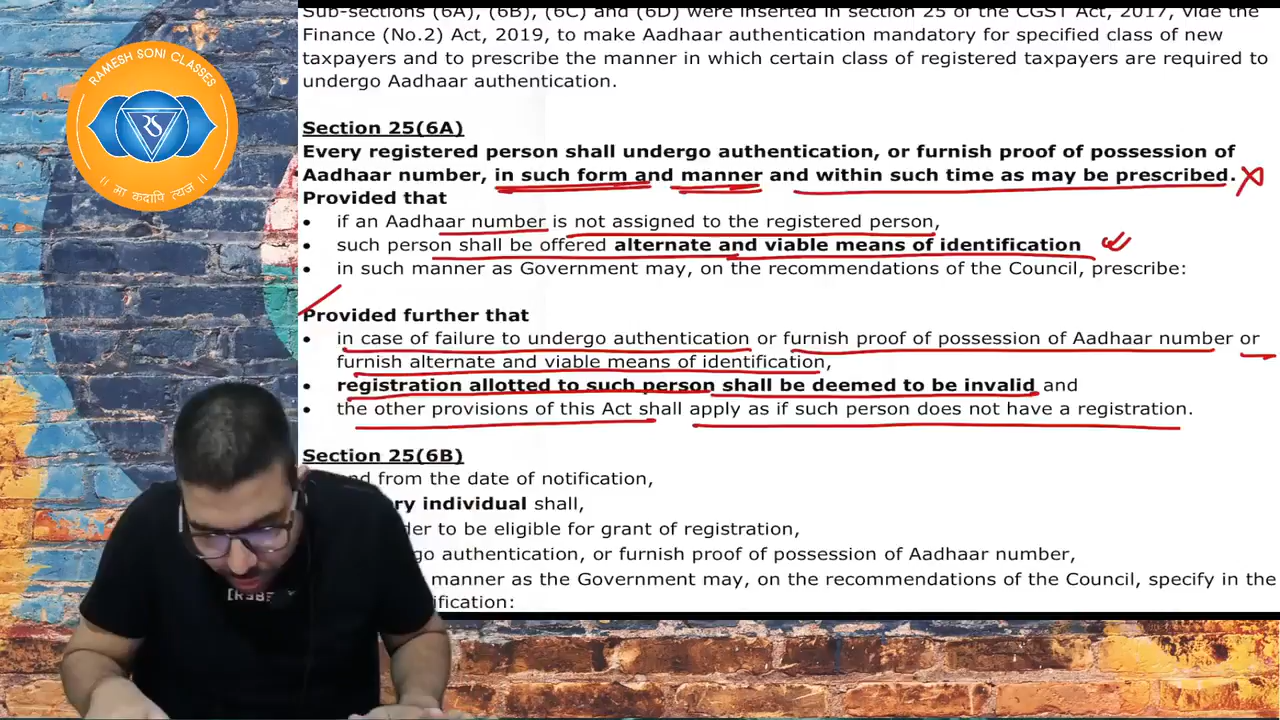 RAMESH SONI CLASSES
RS
॥ मा कदापि त्यज ॥
Sub-sections (6A), (6B), (6C) and (6D) were inserted in section 25 of the CGST Act, 2017, vide the
Finance (No.2) Act, 2019, to make Aadhaar authentication mandatory for specified class of new
taxpayers and to prescribe the manner in which certain class of registered taxpayers are required to
undergo Aadhaar authentication.
Section 25(6A)
Every registered person shall undergo authentication, or furnish proof of possession of
Aadhaar number, in such form and manner and within such time as may be prescribed.
Provided that
• if an Aadhaar number is not assigned to the registered person,
• such person shall be offered alternate and viable means of identification
• in such manner as Government may, on the recommendations of the Council, prescribe:
Provided further that
• in case of failure to undergo authentication or furnish proof of possession of Aadhaar number or
furnish alternate and viable means of identification,
• registration allotted to such person shall be deemed to be invalid and
• the other provisions of this Act shall apply as if such person does not have a registration.
Section 25(6B)
from the date of notification,
individual shall,
to be eligible for grant of registration,
authentication, or furnish proof of possession of Aadhaar number,
manner as the Government may, on the recommendations of the Council, specify in the